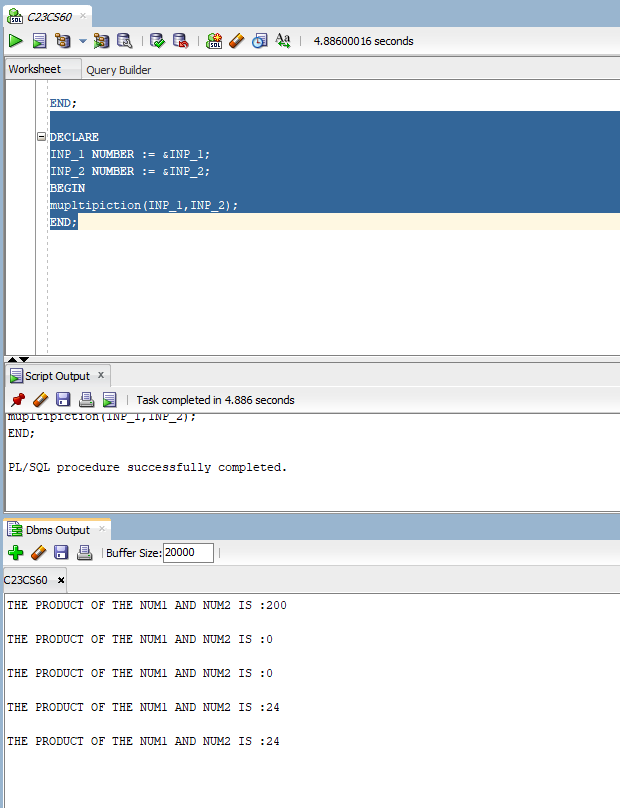 C23CS60
SQL
4.88600016 seconds
Worksheet
Query Builder
END;
DECLARE
INP_1 NUMBER := &INP_1;
INP_2 NUMBER := &INP_2;
BEGIN
mupltipiction(INP_1,INP_2);
END;
Script Output x
Task completed in 4.886 seconds
mupltipiction(INP_1,INP_2);
END;
PL/SQL procedure successfully completed.
Dbms Output
Buffer Size: 20000
C23CS60
THE PRODUCT OF THE NUM1 AND NUM2 IS :200
THE PRODUCT OF THE NUM1 AND NUM2 IS :0
THE PRODUCT OF THE NUM1 AND NUM2 IS :0
THE PRODUCT OF THE NUM1 AND NUM2 IS :24
THE PRODUCT OF THE NUM1 AND NUM2 IS :24